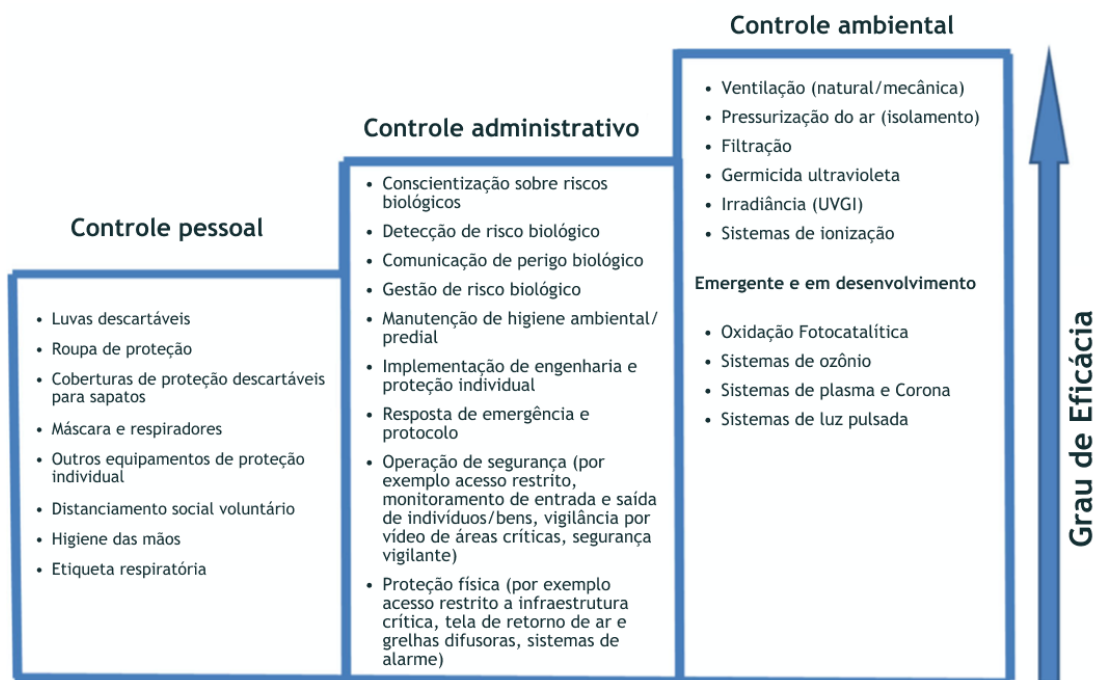 Controle ambiental
• Ventilação (natural/mecânica)
• Pressurização do ar (isolamento)
• Filtração
• Germicida ultravioleta
• Irradiância (UVGI)
• Sistemas de ionização
Emergente e em desenvolvimento
• Oxidação Fotocatalítica
• Sistemas de ozônio
• Sistemas de plasma e Corona
• Sistemas de luz pulsada
Controle administrativo
• Conscientização sobre riscos
biológicos
• Detecção de risco biológico
• Comunicação de perigo biológico
• Gestão de risco biológico
• Manutenção de higiene ambiental/
predial
• Implementação de engenharia e
proteção individual
• Resposta de emergência e
protocolo
• Operação de segurança (por
exemplo acesso restrito,
monitoramento de entrada e saída
de indivíduos/bens, vigilância por
vídeo de áreas críticas, segurança
vigilante)
• Proteção física (por exemplo
acesso restrito a infraestrutura
crítica, tela de retorno de ar e
grelhas difusoras, sistemas de
alarme)
Controle pessoal
• Luvas descartáveis
• Roupa de proteção
• Coberturas de proteção descartáveis
para sapatos
• Máscara e respiradores
• Outros equipamentos de proteção
individual
• Distanciamento social voluntário
• Higiene das mãos
• Etiqueta respiratória
Grau de Eficácia